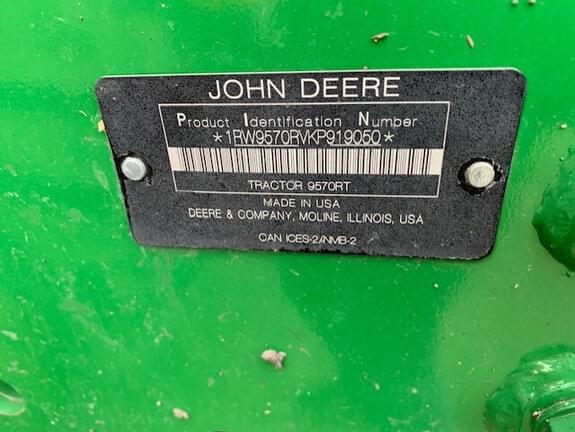 JOHN DEERE
Product Identification Number
*1RW9570RVKP919050*
TRACTOR 9570RT
MADE IN USA
DEERE & COMPANY, MOLINE, ILLINOIS, USA
CAN ICES-2/NMB-2